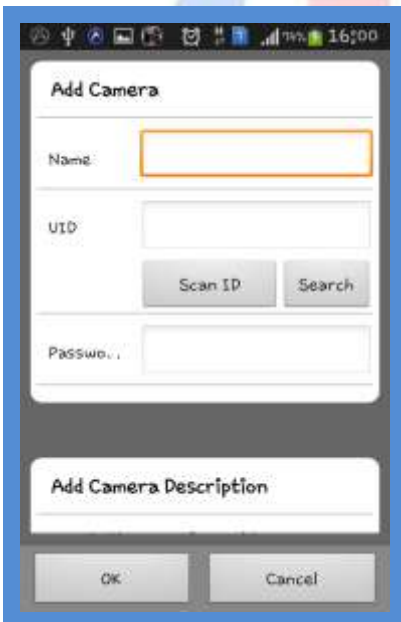 16:00
Add Camera
Name
UID
Scan ID Search
Passwo..
Add Camera Description
OK Cancel